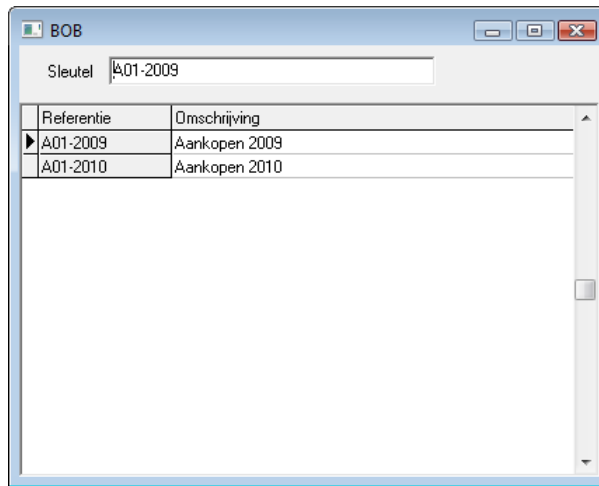 BOB
Sleutel A01-2009
Referentie Omschrijving
A01-2009 Aankopen 2009
A01-2010 Aankopen 2010